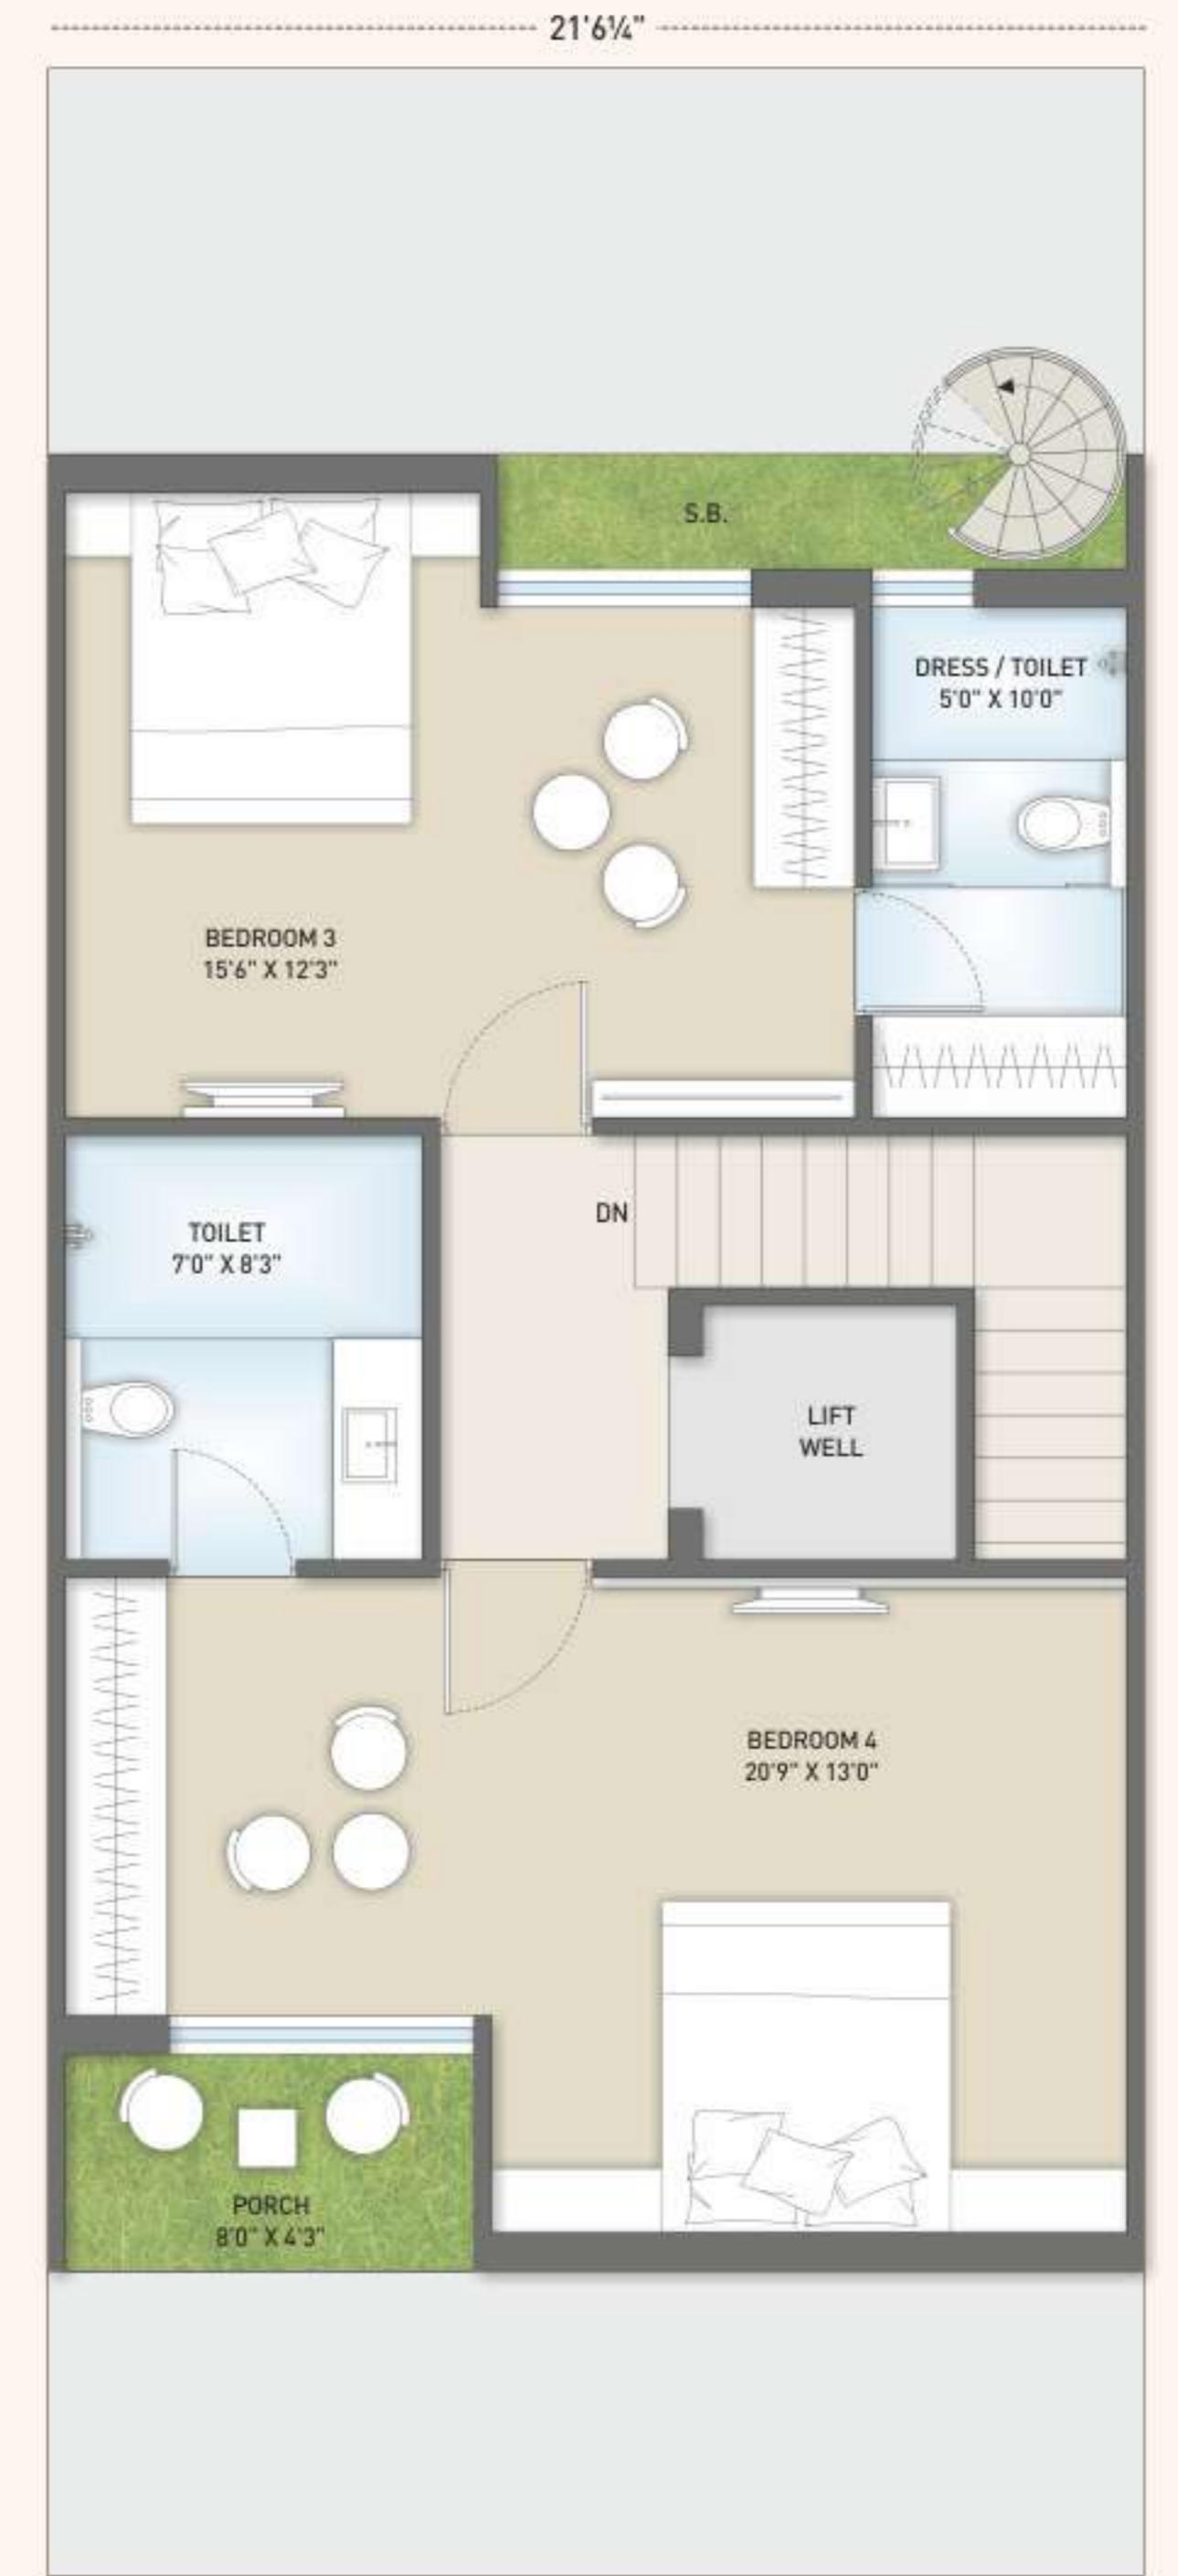 21'6¼"
S.B.
DRESS / TOILET
5'0" X 10'0"
BEDROOM 3
15'6" X 12'3"
DN
TOILET
7'0" X 8'3"
LIFT
WELL
BEDROOM 4
20'9" X 13'0"
PORCH
8'0" X 4'3"